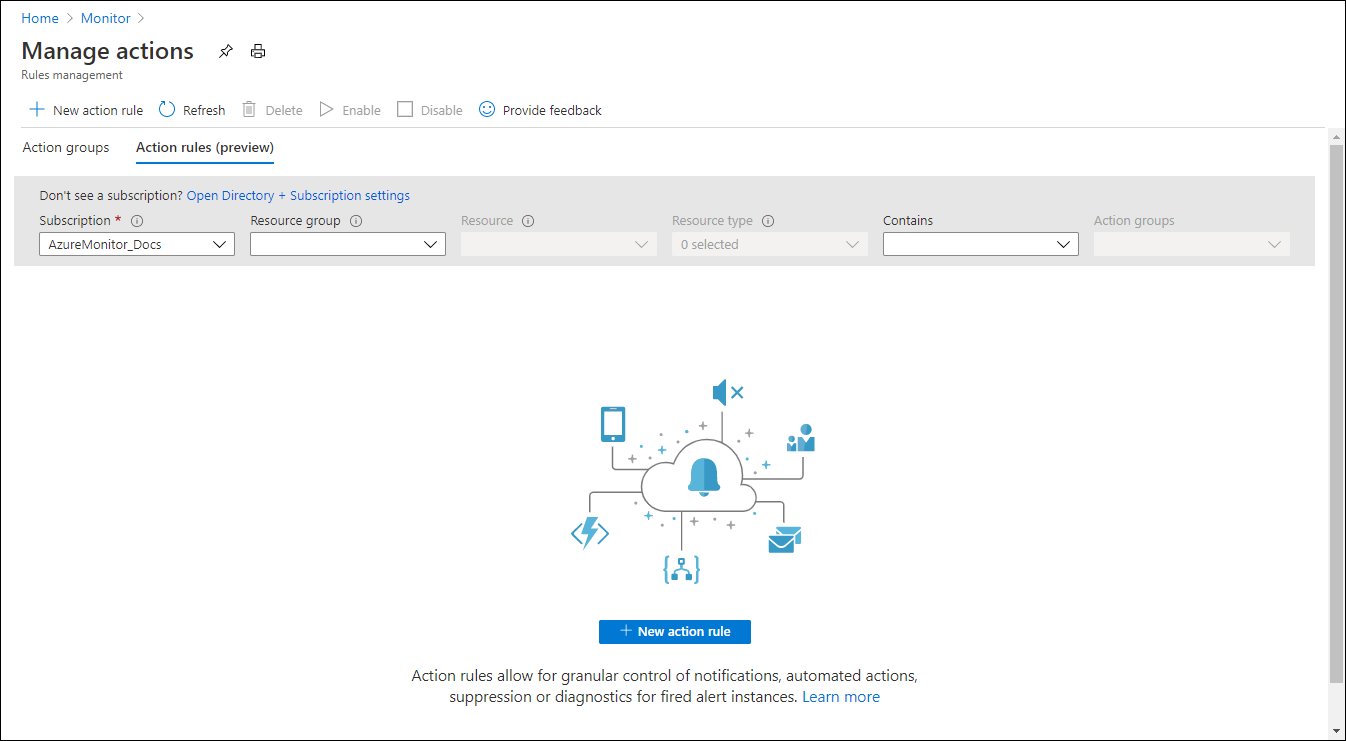 Home > Monitor >
Manage actions
Rules management
New action rule Refresh Delete Enable Disable Provide feedback
Action groups Action rules (preview)
Don't see a subscription? Open Directory + Subscription settings
Subscription * Resource group Resource Resource type Contains Action groups
AzureMonitor_Docs 0 selected
+ New action rule
Action rules allow for granular control of notifications, automated actions,
suppression or diagnostics for fired alert instances. Learn more